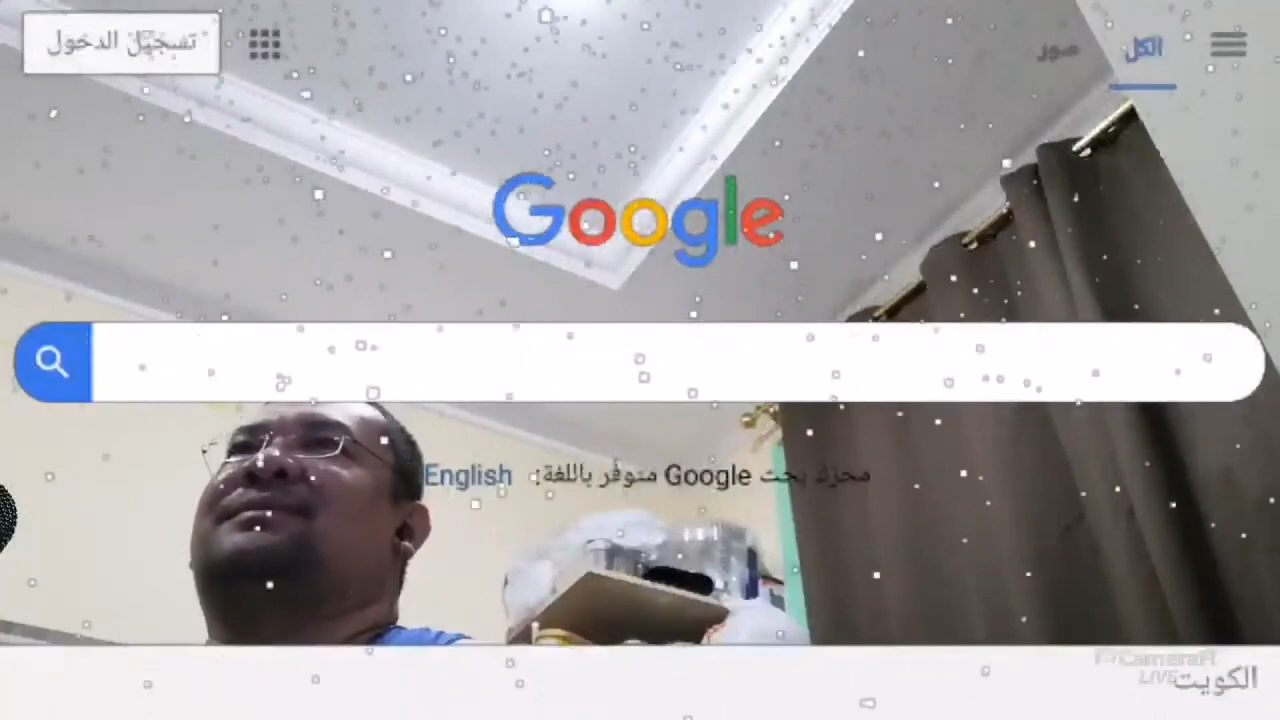 الكل صور تسجيل الدخول
Google
محرك بحث Google متوفر باللغة: English
CameraFi
LIVE
الكويت